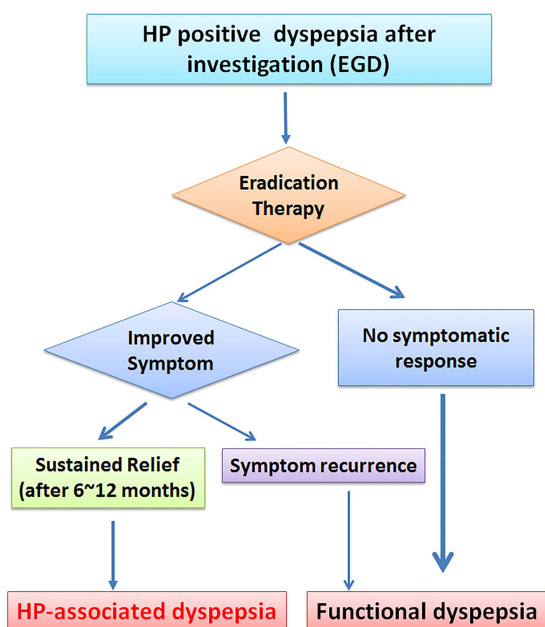 HP positive dyspepsia after
investigation (EGD)
Eradication
Therapy
Improved
Symptom
No symptomatic
response
Sustained Relief
(after 6~12 months)
Symptom recurrence
HP-associated dyspepsia
Functional dyspepsia